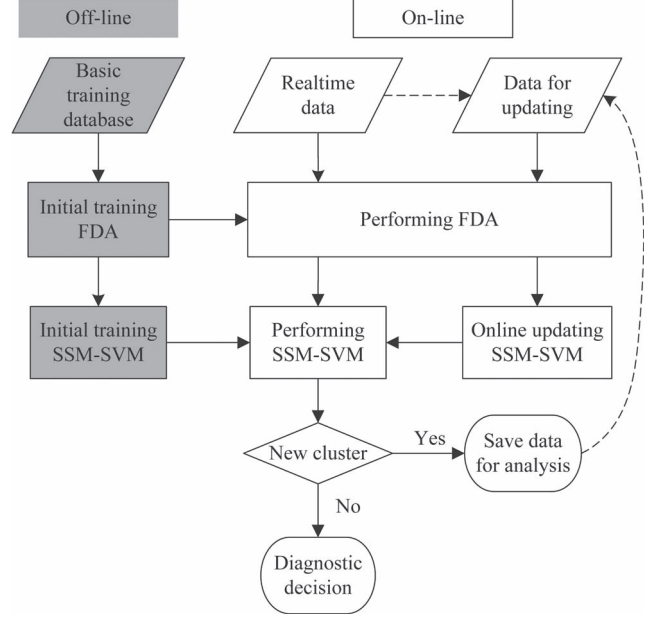 Off-line
On-line
Basic
training
database
Realtime
data
Data for
updating
Initial training
FDA
Performing FDA
Initial training
SSM-SVM
Performing
SSM-SVM
Online updating
SSM-SVM
New cluster
Yes
Save data
for analysis
No
Diagnostic
decision